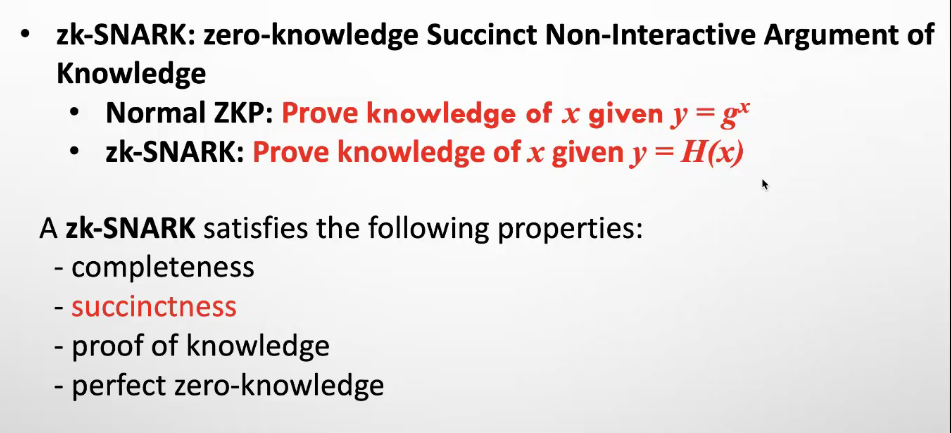 • zk-SNARK: zero-knowledge Succinct Non-Interactive Argument of
Knowledge
• Normal ZKP: Prove knowledge of x given y = gˣ
• zk-SNARK: Prove knowledge of x given y = H(x)
A zk-SNARK satisfies the following properties:
- completeness
- succinctness
- proof of knowledge
- perfect zero-knowledge